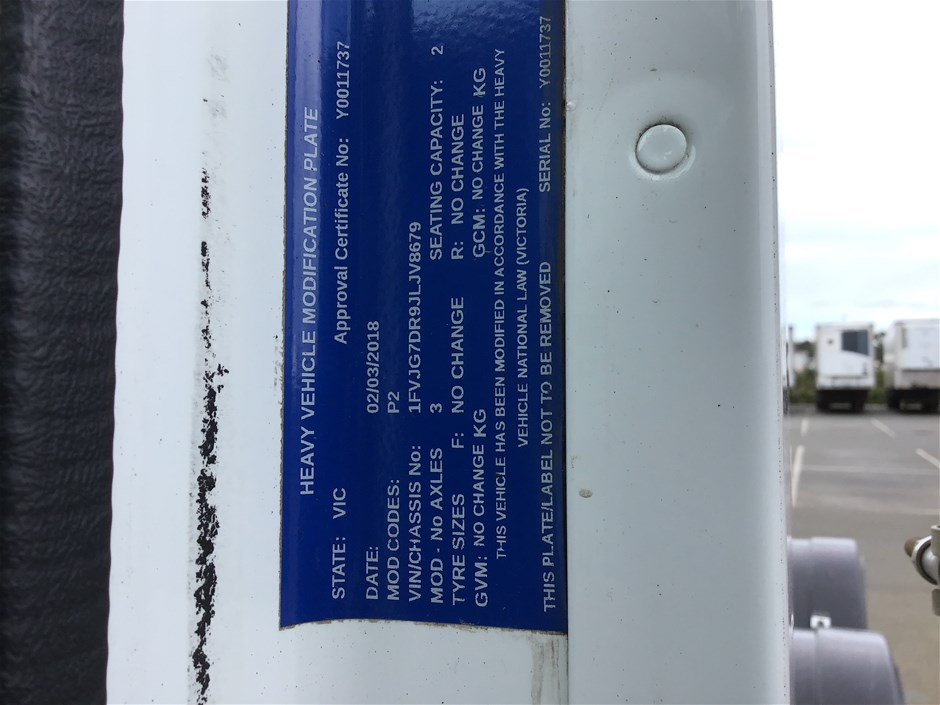 HEAVY VEHICLE MODIFICATION PLATE
STATE: VIC Approval Certificate No: Y0011737
DATE: 02/03/2018
MOD CODES: P2
VIN/CHASSIS No: 1FVJG7DR9JLJV8679
MOD - No AXLES 3 SEATING CAPACITY: 2
TYRE SIZES F: NO CHANGE R: NO CHANGE
GVM: NO CHANGE KG GCM: NO CHANGE KG
THIS VEHICLE HAS BEEN MODIFIED IN ACCORDANCE WITH THE HEAVY
VEHICLE NATIONAL LAW (VICTORIA)
THIS PLATE/LABEL NOT TO BE REMOVED SERIAL No: Y0011737